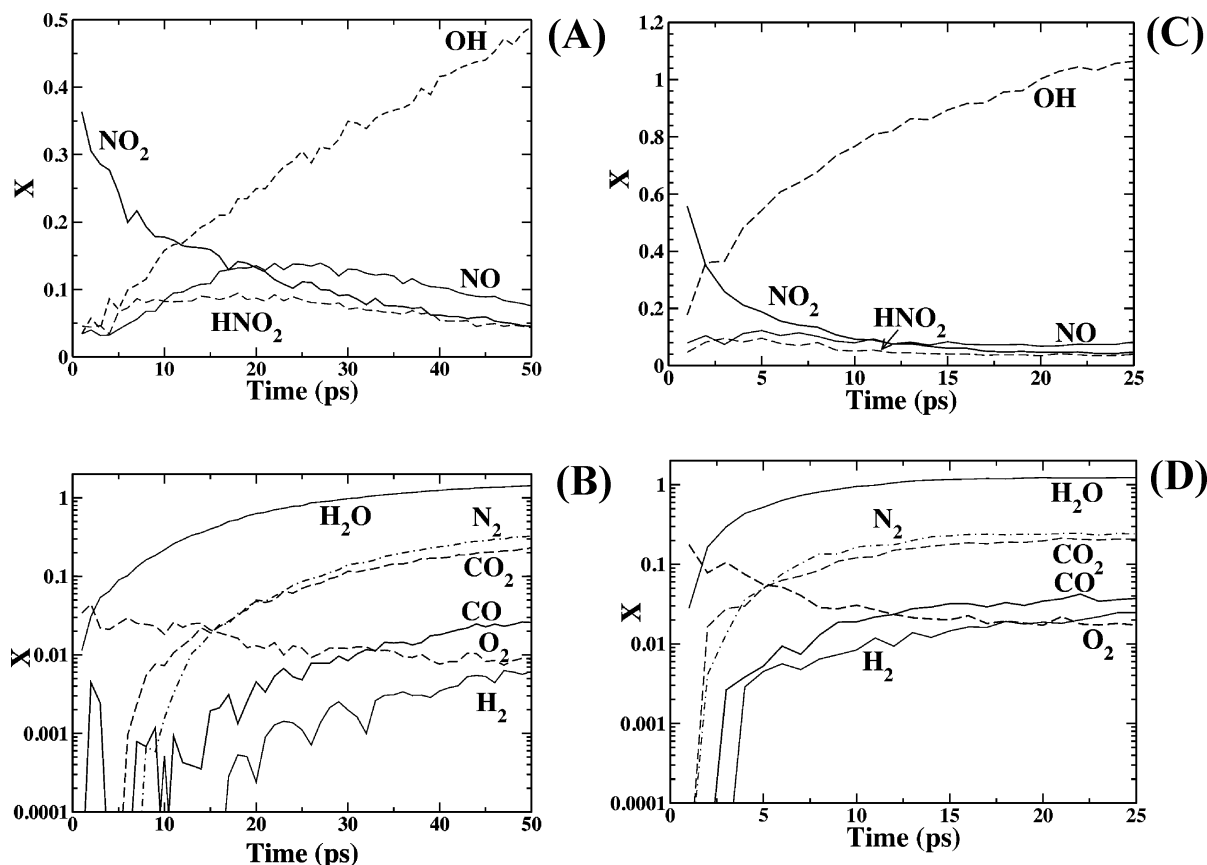 (A)
0.5
0.4
0.3
0.2
0.1
0
X
OH
NO2
NO
HNO2
0 10 20 30 40 50
Time (ps)
(C)
1.2
1
0.8
0.6
0.4
0.2
0
X
OH
NO2
HNO2
NO
0 5 10 15 20 25
Time (ps)
(B)
1
0.1
0.01
0.001
0.0001
X
H2O
N2
CO2
CO
O2
H2
0 10 20 30 40 50
Time (ps)
(D)
1
0.1
0.01
0.001
0.0001
X
H2O
N2
CO2
CO
H2
O2
0 5 10 15 20 25
Time (ps)